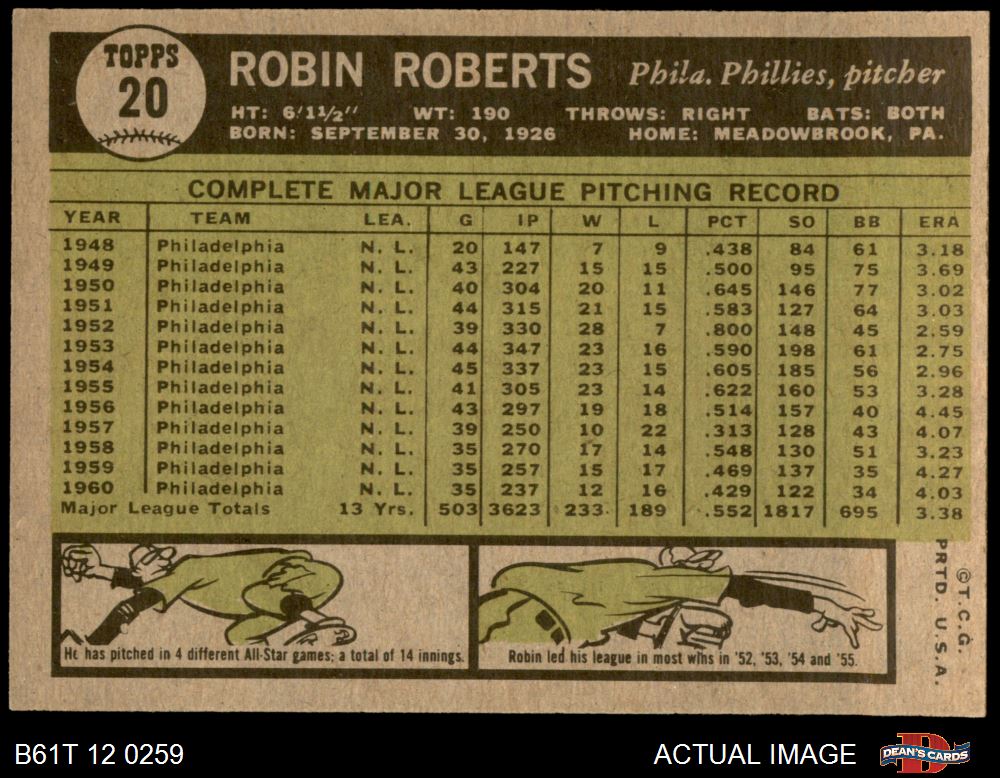 TOPPS
20
ROBIN ROBERTS Phila. Phillies, pitcher
HT: 6'11/2" WT: 190 THROWS: RIGHT BATS: BOTH
BORN: SEPTEMBER 30, 1926 HOME: MEADOWBROOK, PA.
COMPLETE MAJOR LEAGUE PITCHING RECORD
YEAR TEAM LEA. G IP W L PCT SO BB ERA
1948 Philadelphia N. L. 20 147 7 9 .438 84 61 3.18
1949 Philadelphia N. L. 43 227 15 15 .500 95 75 3.69
1950 Philadelphia N. L. 40 304 20 11 .645 146 77 3.02
1951 Philadelphia N. L. 44 315 21 15 .583 127 64 3.03
1952 Philadelphia N. L. 39 330 28 7 .800 148 45 2.59
1953 Philadelphia N. L. 44 347 23 16 .590 198 61 2.75
1954 Philadelphia N. L. 45 337 23 15 .605 185 56 2.96
1955 Philadelphia N. L. 41 305 23 14 .622 160 53 3.28
1956 Philadelphia N. L. 43 297 19 18 .514 157 40 4.45
1957 Philadelphia N. L. 39 250 10 22 .313 128 43 4.07
1958 Philadelphia N. L. 35 270 17 14 .548 130 51 3.23
1959 Philadelphia N. L. 35 257 15 17 .469 137 35 4.27
1960 Philadelphia N. L. 35 237 12 16 .429 122 34 4.03
Major League Totals 13 Yrs. 503 3623 233 189 .552 1817 695 3.38
He has pitched in 4 different All-Star games; a total of 14 innings.
Robin led his league in most wins in '52, '53, '54 and '55.
© T.C.G.
PRTD. U.S.A.
B61T 12 0259 ACTUAL IMAGE
DEAN'S CARDS